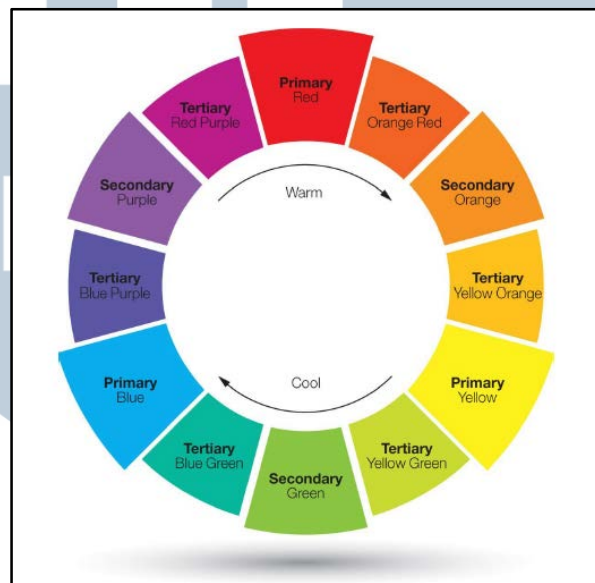 Primary
Red
Tertiary
Orange Red
Secondary
Orange
Tertiary
Yellow Orange
Primary
Yellow
Tertiary
Yellow Green
Secondary
Green
Tertiary
Blue Green
Primary
Blue
Tertiary
Blue Purple
Secondary
Purple
Tertiary
Red Purple
Warm
Cool